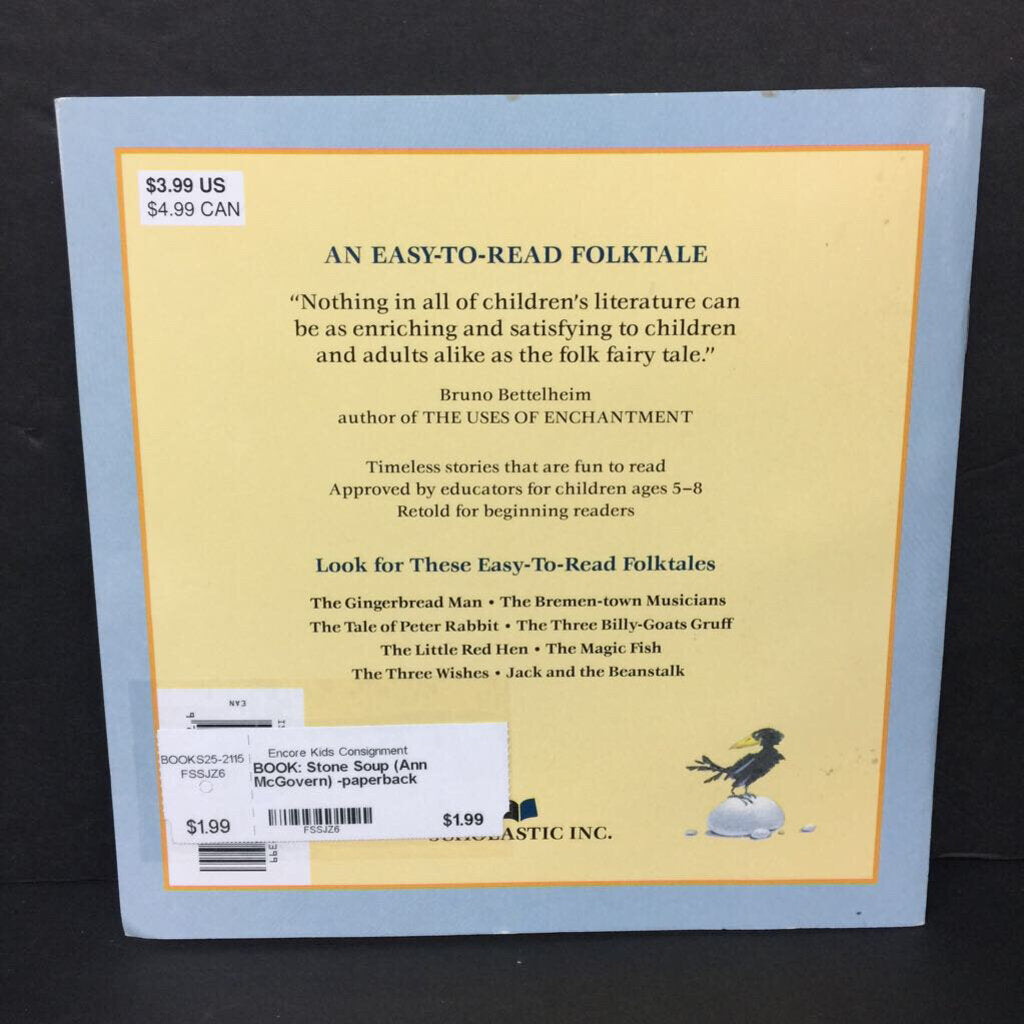 $3.99 US
$4.99 CAN
AN EASY-TO-READ FOLKTALE
“Nothing in all of children’s literature can
be as enriching and satisfying to children
and adults alike as the folk fairy tale.”
Bruno Bettelheim
author of THE USES OF ENCHANTMENT
Timeless stories that are fun to read
Approved by educators for children ages 5–8
Retold for beginning readers
Look for These Easy-To-Read Folktales
The Gingerbread Man • The Bremen-town Musicians
The Tale of Peter Rabbit • The Three Billy-Goats Gruff
The Little Red Hen • The Magic Fish
The Three Wishes • Jack and the Beanstalk
EAN
BOOKS25-2115
FSSJZ6
$1.99
Encore Kids Consignment
BOOK: Stone Soup (Ann
McGovern) -paperback
FSSJZ6
$1.99
SCHOLASTIC INC.